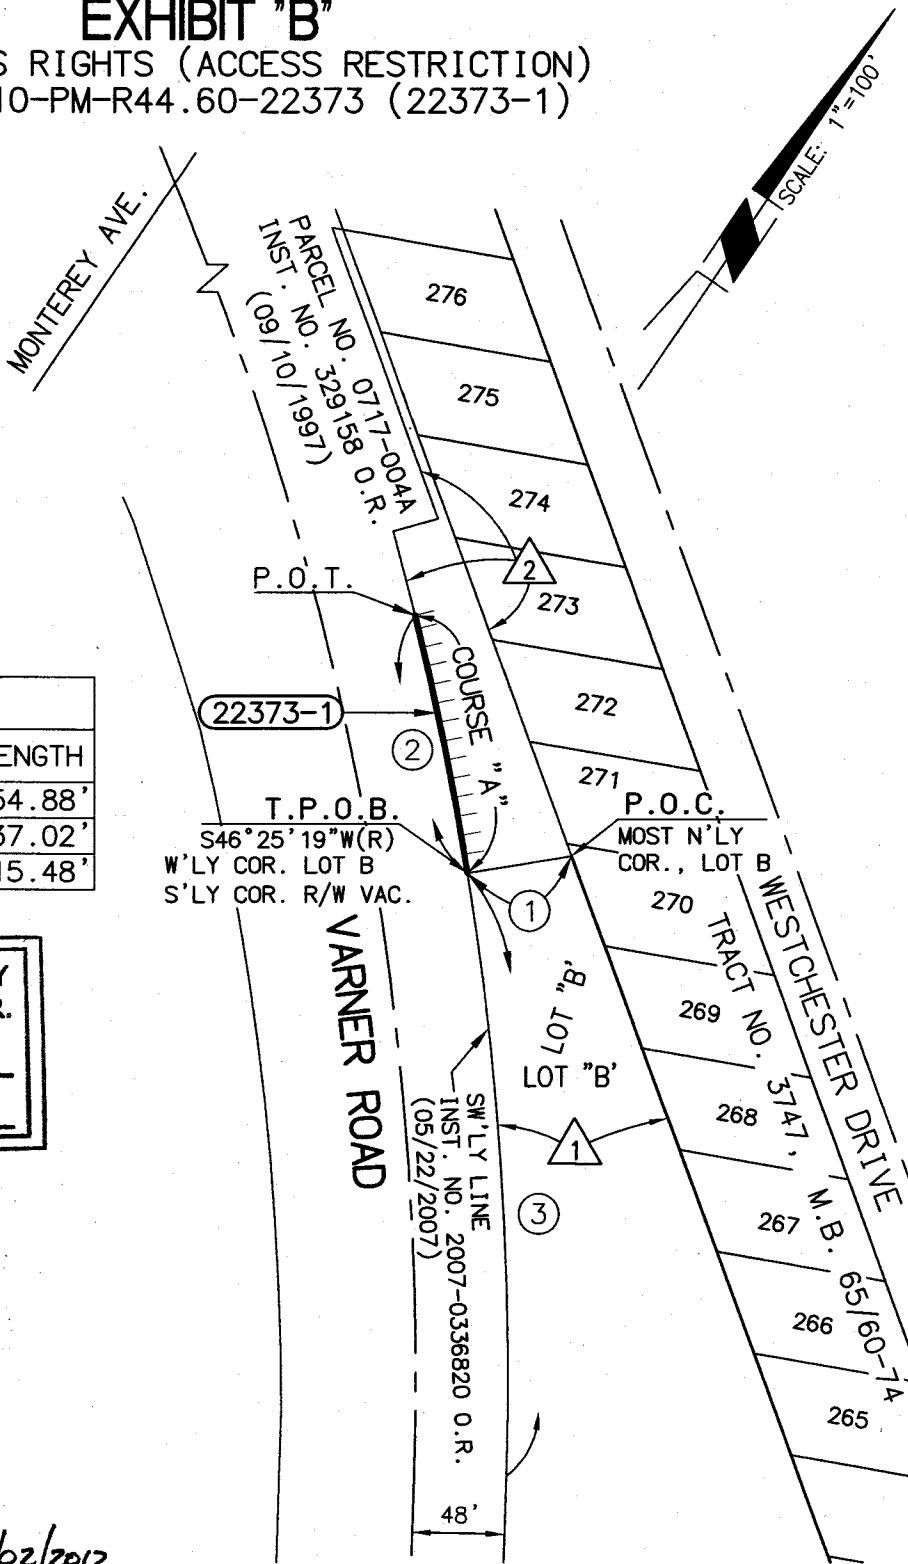 EXHIBIT "B"
S RIGHTS (ACCESS RESTRICTION)
10-PM-R44.60-22373 (22373-1)
SCALE: 1"=100'
MONTEREY AVE.
PARCEL NO. 0717-004A
INST. NO. 329158 O.R.
(09/10/1997)
276
275
274
2
273
P.O.T.
COURSE "A"
272
22373-1
2
271
ENGTH
54.88'
37.02'
15.48'
T.P.O.B.
S46°25'19"W(R)
W'LY COR. LOT B
S'LY COR. R/W VAC.
P.O.C.
MOST N'LY
COR., LOT B
1
270
WESTCHESTER DRIVE
TRACT NO. 3747, M.B. 65/60-74
VARNER ROAD
269
LOT "B"
LOT "B"
268
1
SW'LY LINE
INST. NO. 2007-0336820 O.R.
(05/22/2007)
3
267
266
265
48'
/02/2012